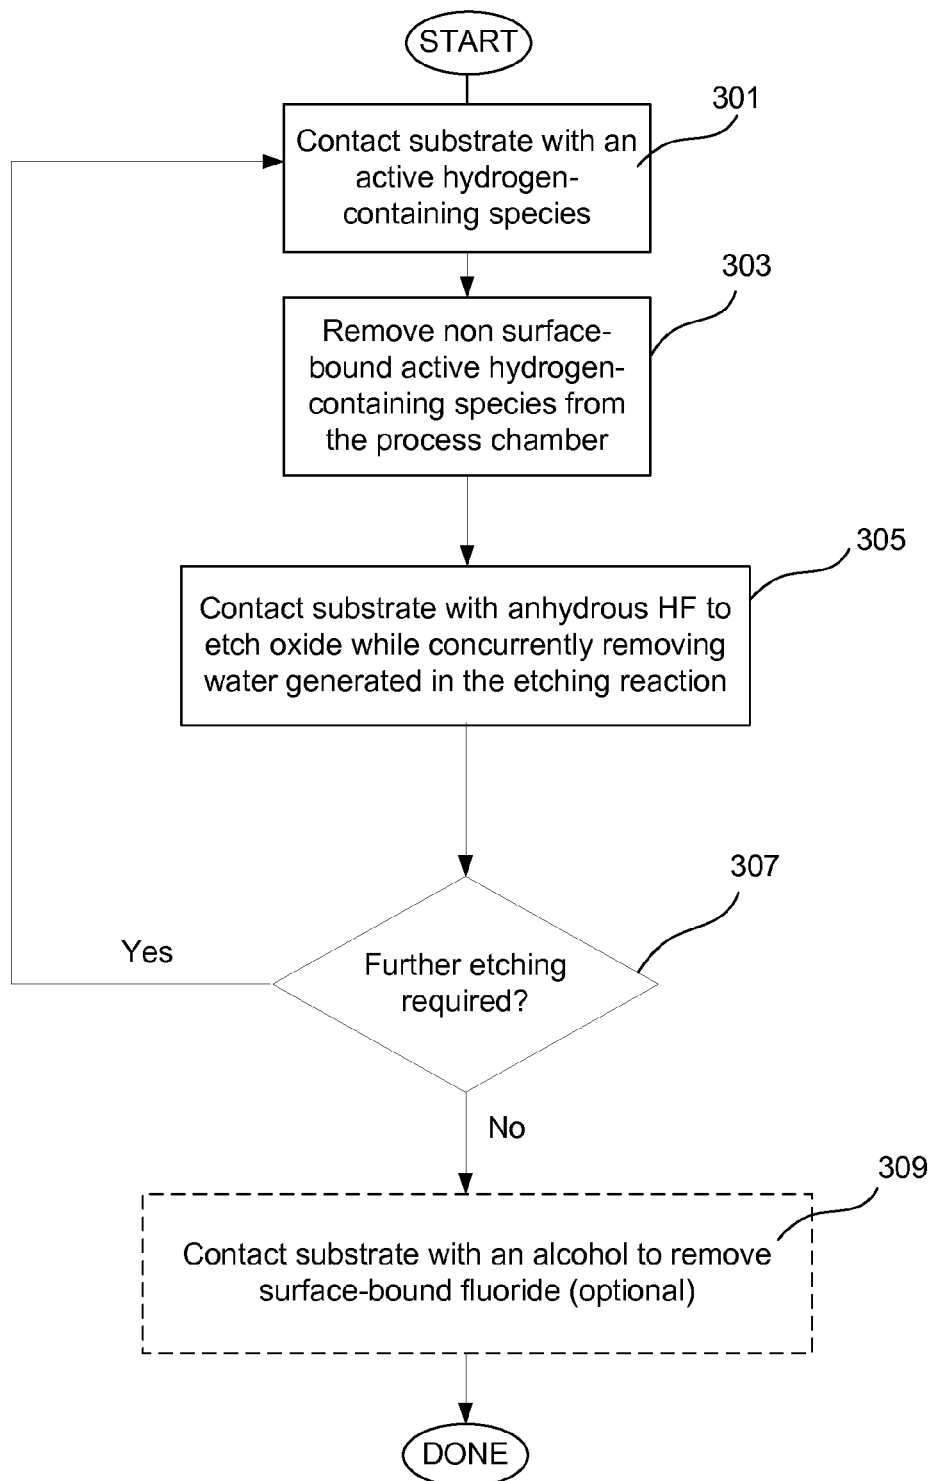 START
301
Contact substrate with an
active hydrogen-
containing species
303
Remove non surface-
bound active hydrogen-
containing species from
the process chamber
305
Contact substrate with anhydrous HF to
etch oxide while concurrently removing
water generated in the etching reaction
307
Yes
Further etching
required?
No
309
Contact substrate with an alcohol to remove
surface-bound fluoride (optional)
DONE